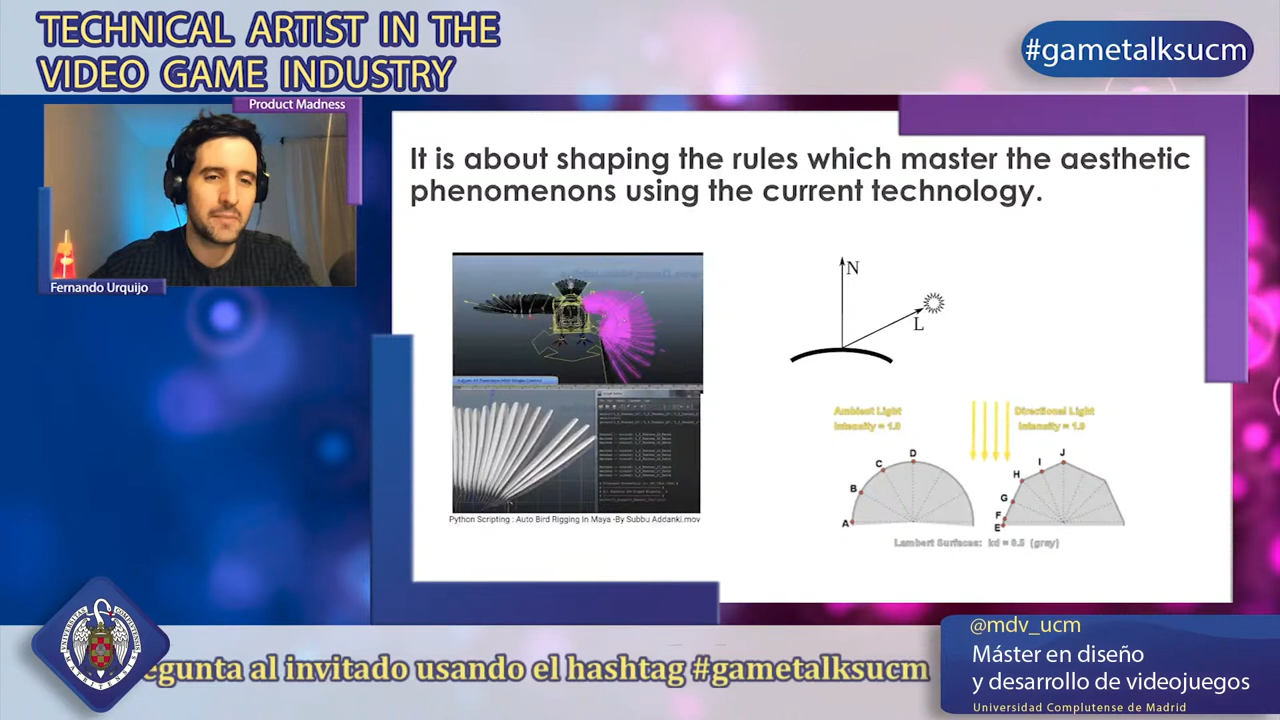 TECHNICAL ARTIST IN THE
VIDEO GAME INDUSTRY
#gametalksucm
Product Madness
Fernando Urquijo
It is about shaping the rules which master the aesthetic
phenomenons using the current technology.
N
L
Python Scripting : Auto Bird Rigging In Maya -By Subbu Addanki.mov
Ambient Light
Intensity = 1.0
Directional Light
Intensity = 1.0
A
B
C
D
E
F
G
H
I
J
Lambert Surfaces: kd = 0.5 (gray)
egunta al invitado usando el hashtag #gametalksucm
@mdv_ucm
Máster en diseño
y desarrollo de videojuegos
Universidad Complutense de Madrid